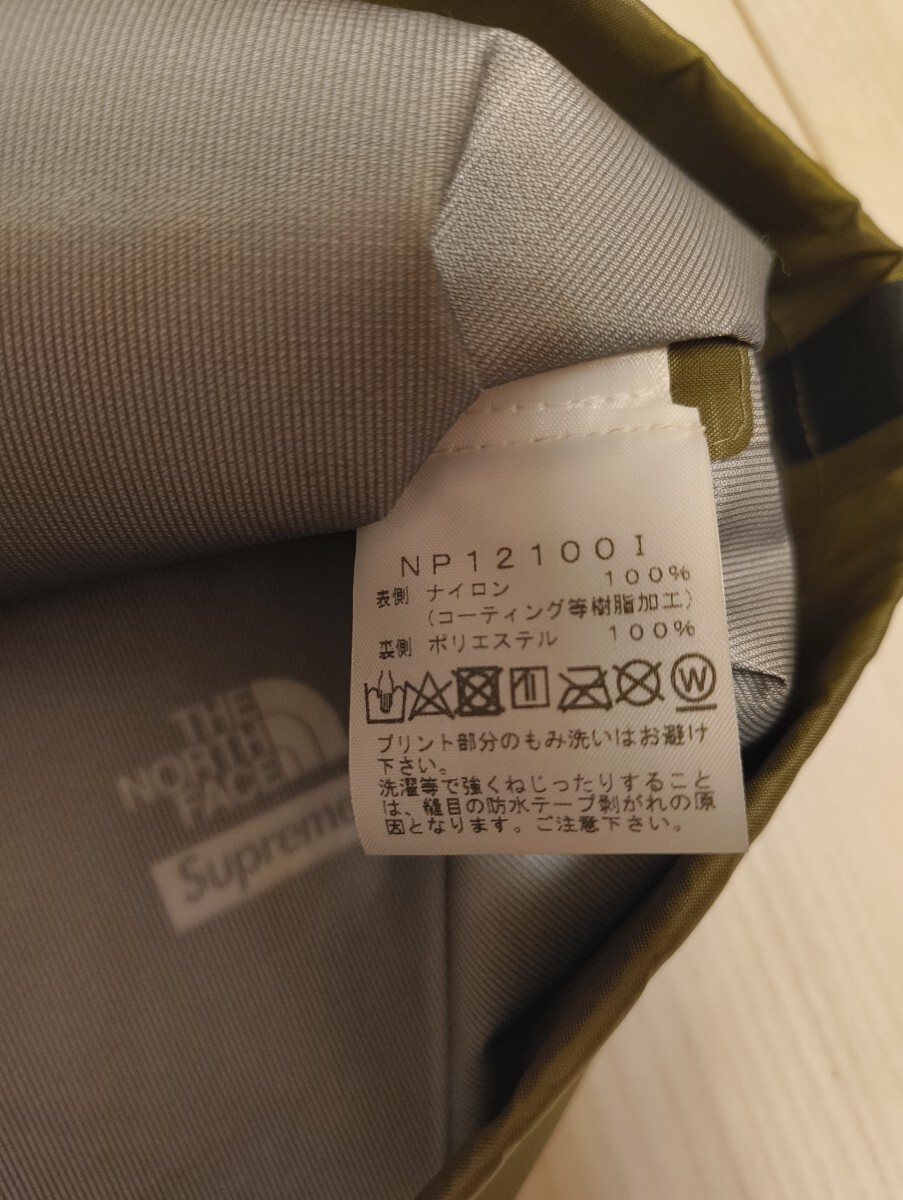 NP12100I
表側 ナイロン 100%
(コーティング等樹脂加工)
裏側 ポリエステル 100%
W
プリント部分のもみ洗いはお避け
下さい。
洗濯等で強くねじったりすること
は、縫目の防水テープ剥がれの原
因となります。ご注意下さい。
THE
NORTH
FACE
Supreme